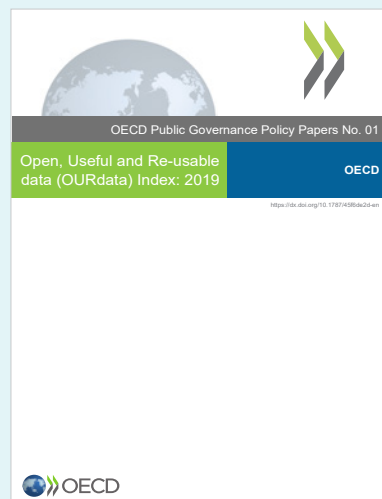 OECD Public Governance Policy Papers No. 01
Open, Useful and Re-usable
data (OURdata) Index: 2019
OECD
https://dx.doi.org/10.1787/45f6de2d-en
OECD